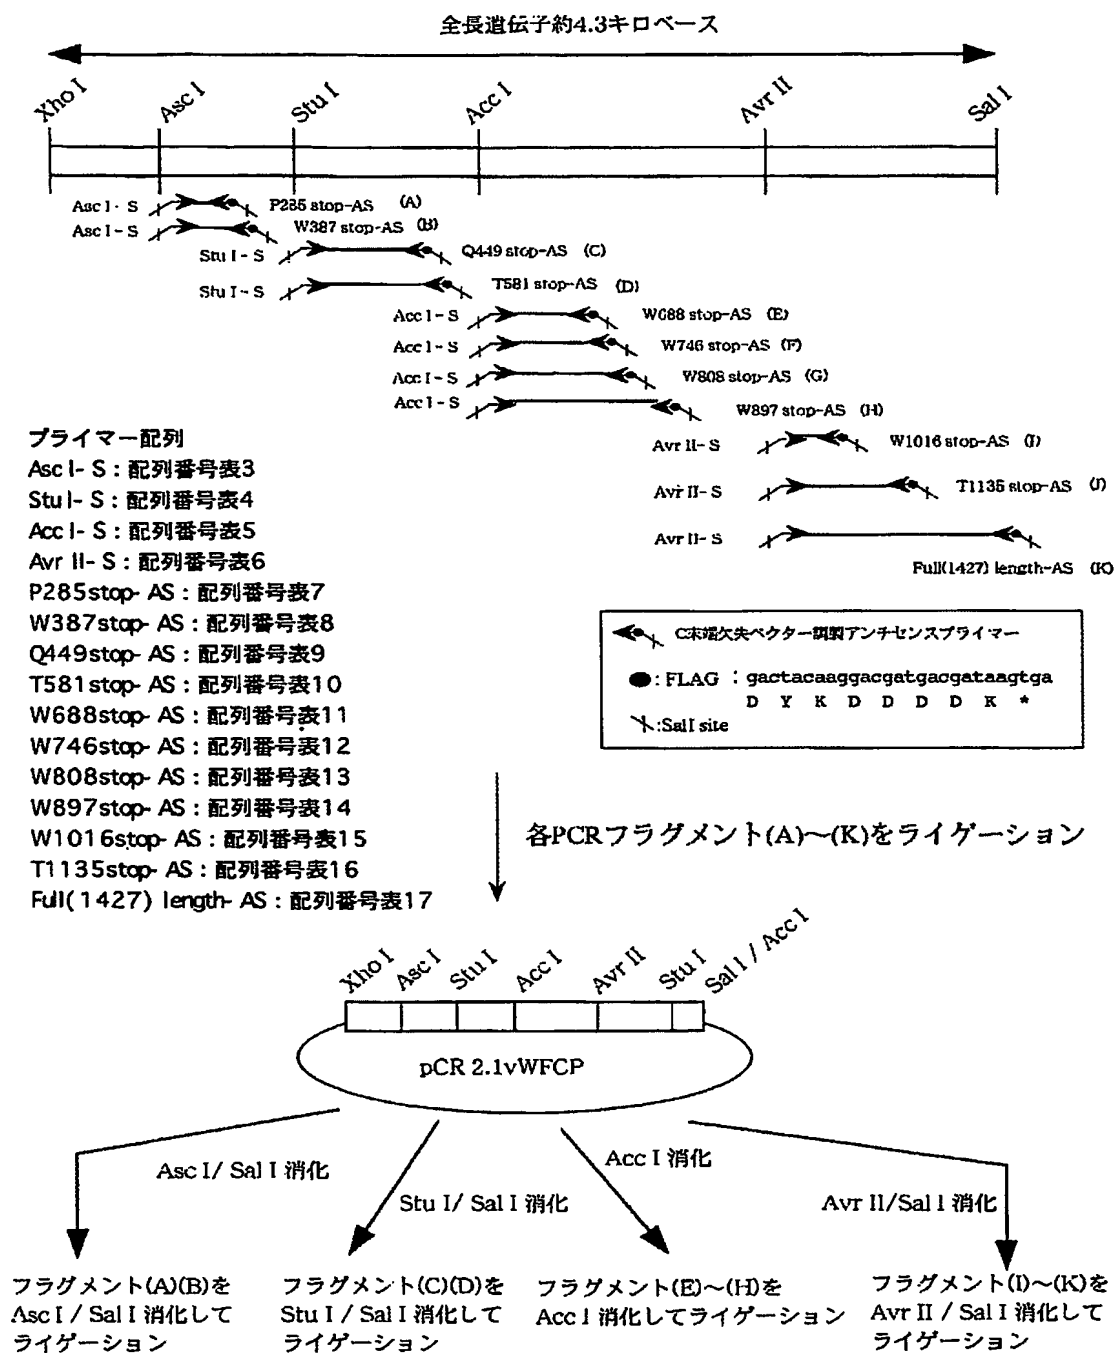 全長遺伝子約4.3キロベース
Xho I
Asc I
Stu I
Acc I
Avr II
Sal I
Asc I - S
P285 stop-AS (A)
Asc I - S
W387 stop-AS (B)
Stu I - S
Q449 stop-AS (C)
Stu I - S
T581 stop-AS (D)
Acc I - S
W688 stop-AS (E)
Acc I - S
W746 stop-AS (F)
Acc I - S
W808 stop-AS (G)
Acc I - S
W897 stop-AS (H)
Avr II- S
W1016 stop-AS (I)
Avr II- S
T1135 stop-AS (J)
Avr II- S
Full(1427) length-AS (K)
プライマー配列
Asc I- S : 配列番号表3
Stu I- S : 配列番号表4
Acc I- S : 配列番号表5
Avr II- S : 配列番号表6
P285stop- AS : 配列番号表7
W387stop- AS : 配列番号表8
Q449stop- AS : 配列番号表9
T581stop- AS : 配列番号表10
W688stop- AS : 配列番号表11
W746stop- AS : 配列番号表12
W808stop- AS : 配列番号表13
W897stop- AS : 配列番号表14
W1016stop- AS : 配列番号表15
T1135stop- AS : 配列番号表16
Full(1427) length- AS : 配列番号表17
C末端欠失ベクター調製アンチセンスプライマー
: FLAG : gactacaaggacgatgacgataagtga
D Y K D D D D K *
:SalI site
各PCRフラグメント(A)～(K)をライゲーション
Xho I
Asc I
Stu I
Acc I
Avr II
Stu I
Sal I / Acc I
pCR 2.1vWFCP
Asc I/ Sal I 消化
Stu I/ Sal I 消化
Acc I 消化
Avr II/Sal I 消化
フラグメント(A)(B)を
Asc I / Sal I 消化して
ライゲーション
フラグメント(C)(D)を
Stu I / Sal I 消化して
ライゲーション
フラグメント(E)～(H)を
Acc I 消化してライゲーション
フラグメント(I)～(K)を
Avr II / Sal I 消化して
ライゲーション